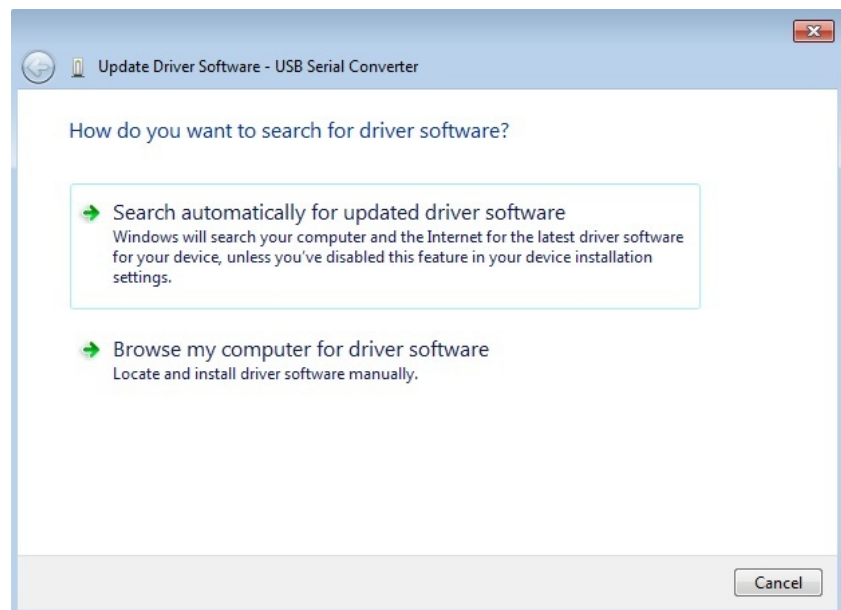 Update Driver Software - USB Serial Converter
How do you want to search for driver software?
Search automatically for updated driver software
Windows will search your computer and the Internet for the latest driver software
for your device, unless you've disabled this feature in your device installation
settings.
Browse my computer for driver software
Locate and install driver software manually.
Cancel